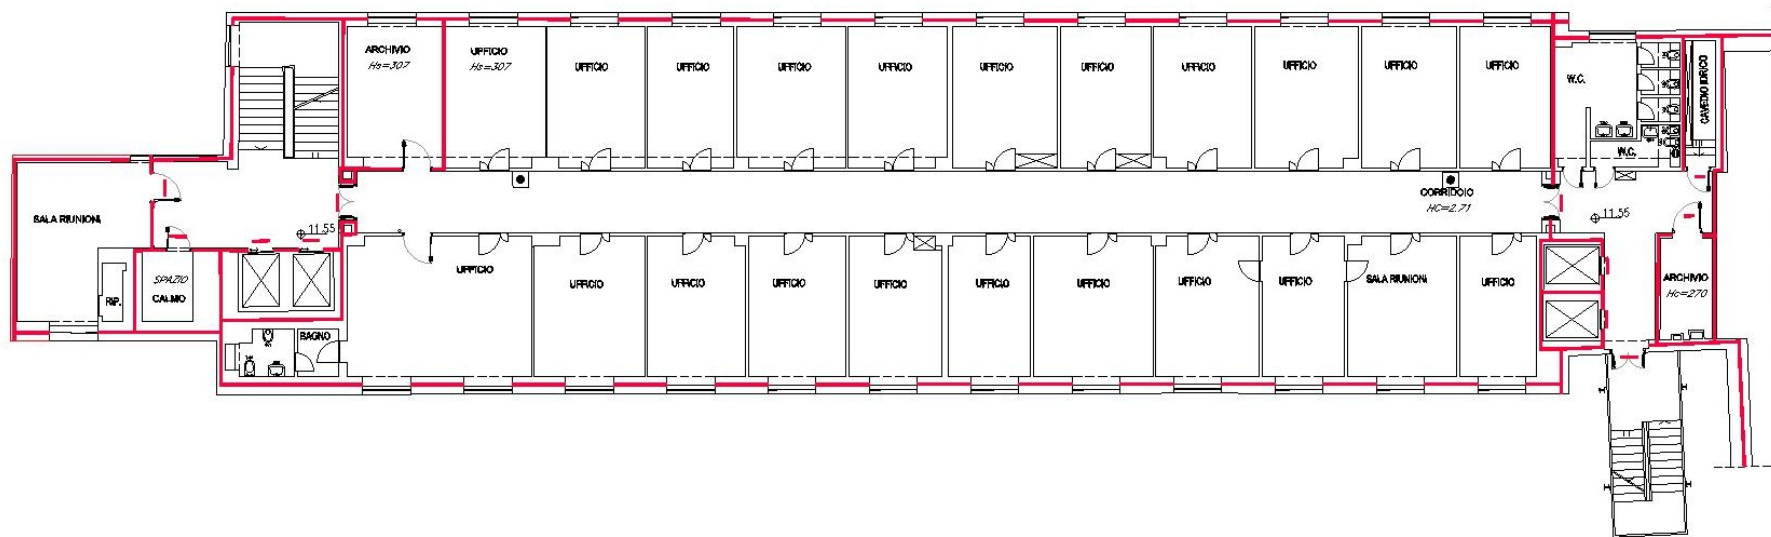 ARCHIVIO
Hs=307
UFFICIO
Hs=307
UFFICIO
UFFICIO
UFFICIO
UFFICIO
UFFICIO
UFFICIO
UFFICIO
UFFICIO
UFFICIO
UFFICIO
W.C.
CAVEDIO IDRICO
W.C.
SALA RIUNIONI
CORRIDOIO
HC=2.71
11.55
11.55
SPAZIO
CALMO
RIP.
BAGNO
UFFICIO
UFFICIO
UFFICIO
UFFICIO
UFFICIO
UFFICIO
UFFICIO
UFFICIO
UFFICIO
SALA RIUNIONI
UFFICIO
ARCHIVIO
Hc=270